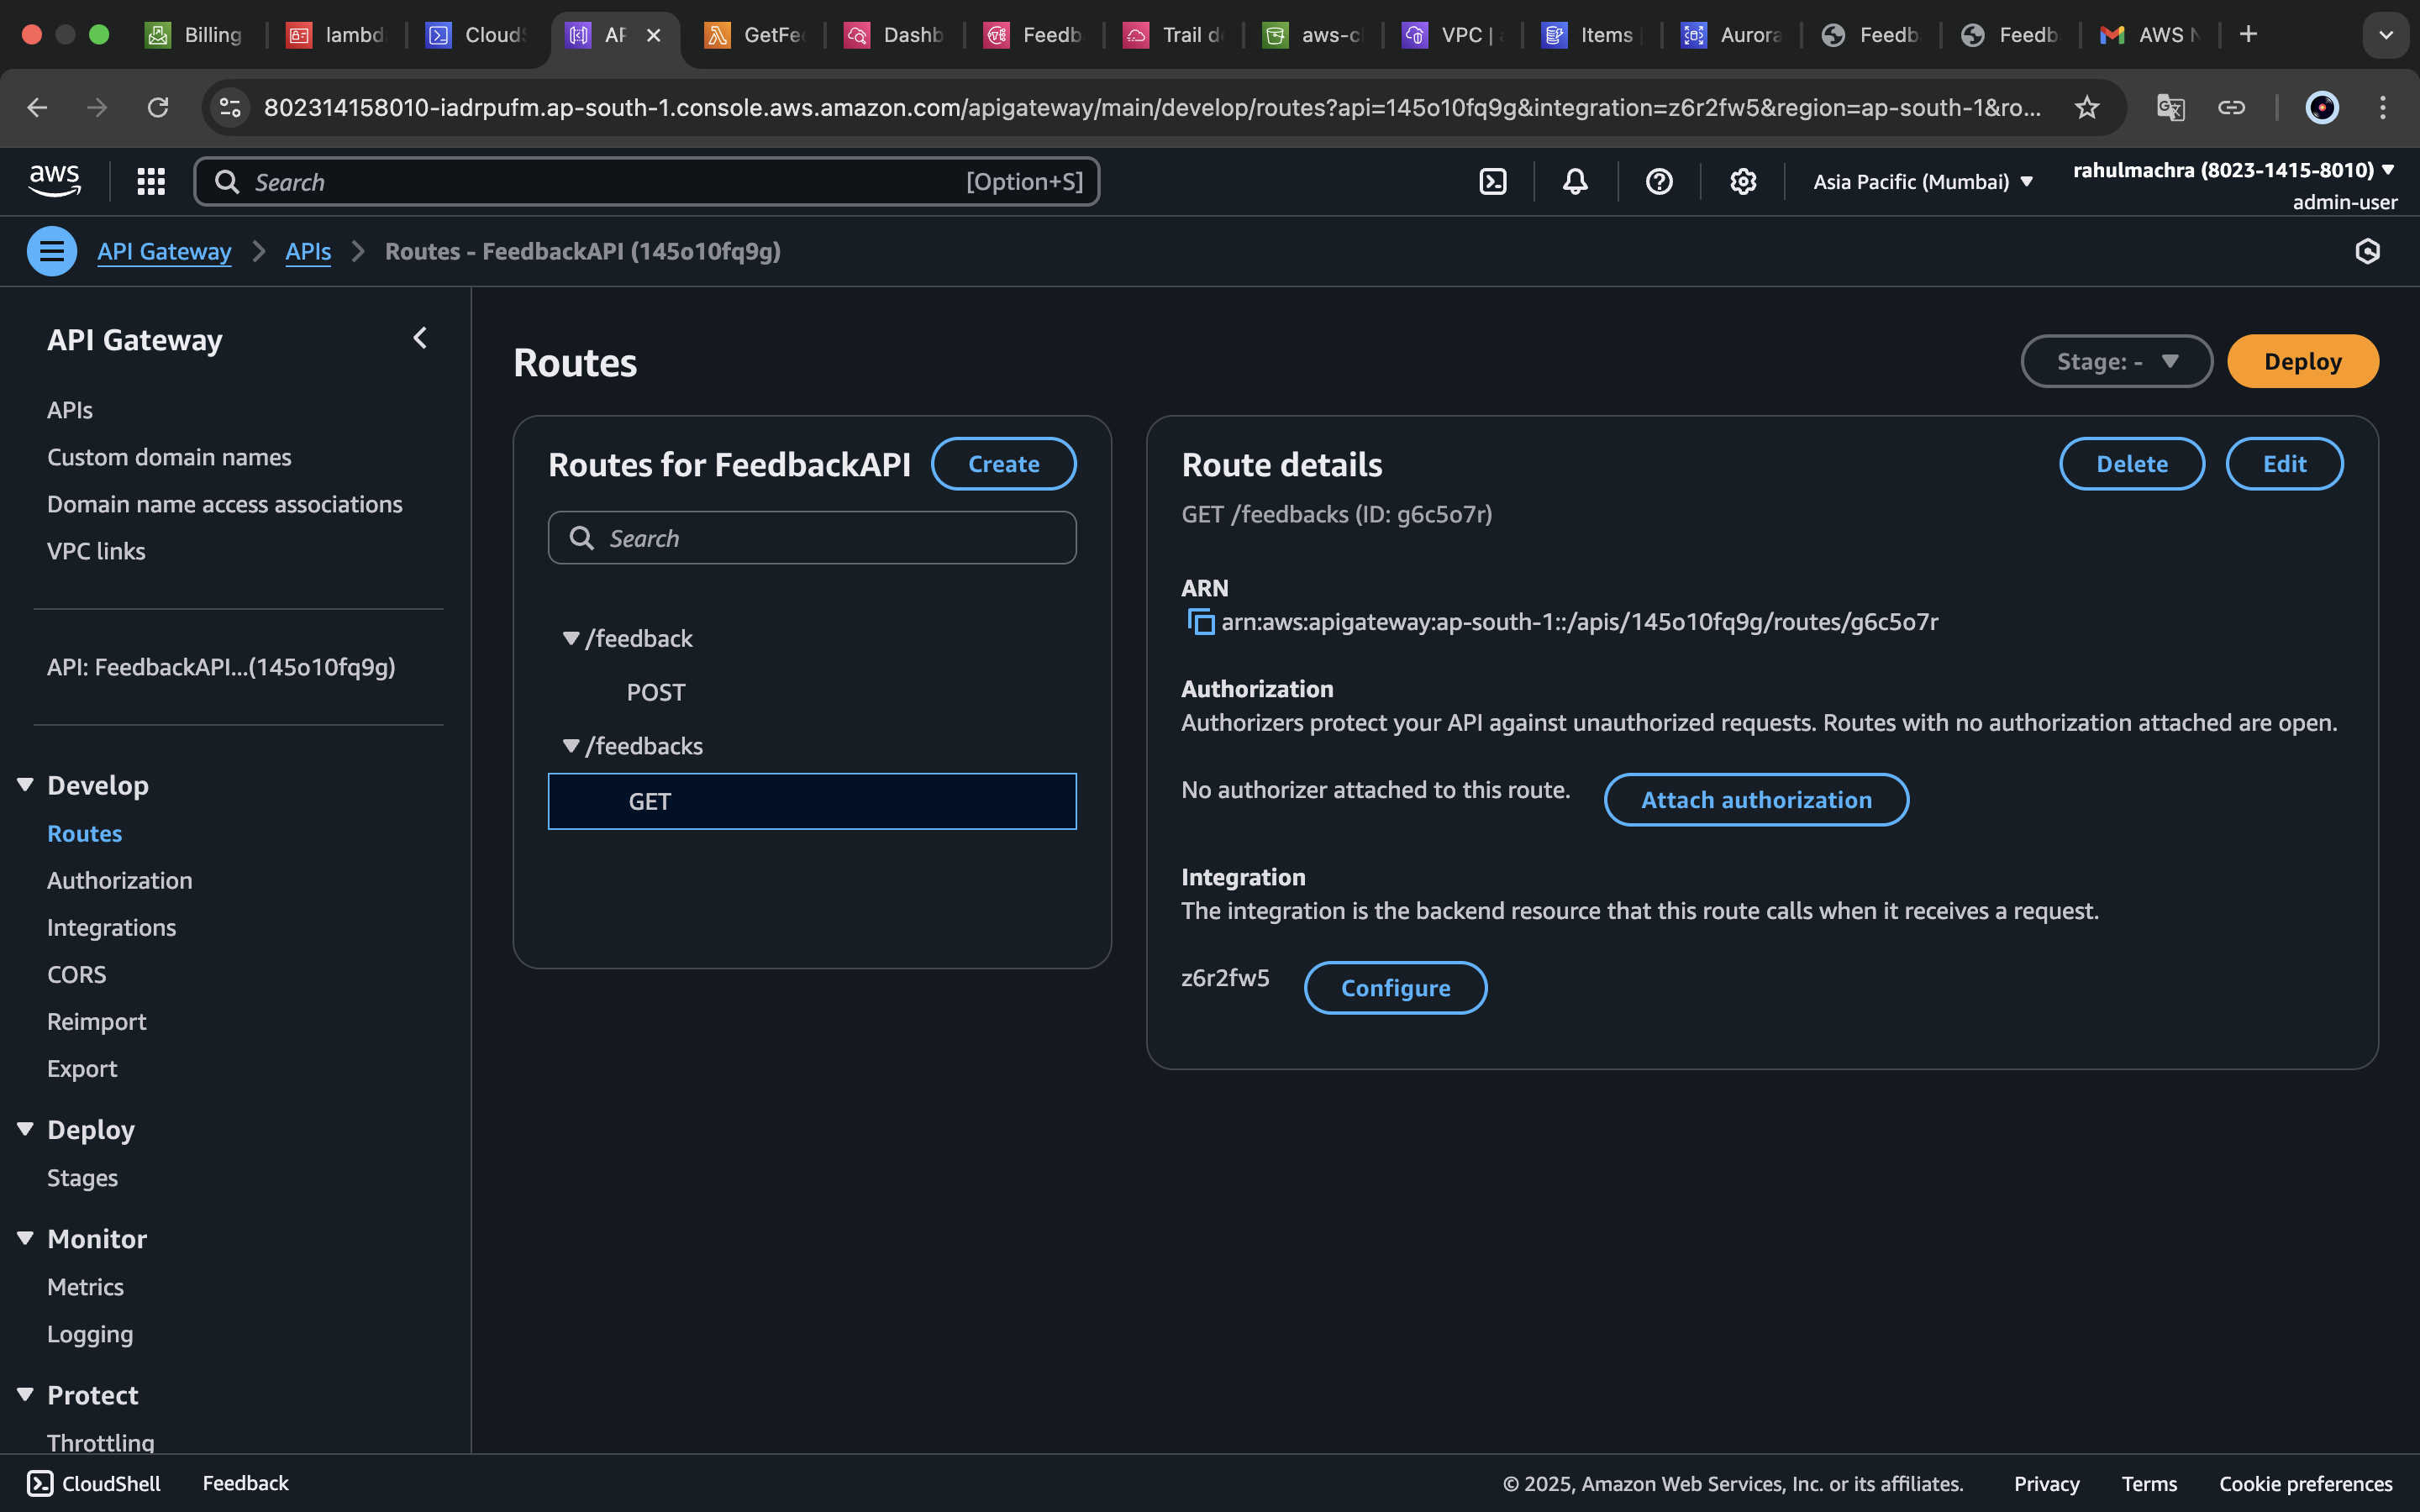 Billing
lambd
CloudS
AP
GetFee
Dashb
Feedb
Trail d
aws-cl
VPC |
Items
Aurora
Feedb
Feedb
AWS N
802314158010-iadrpufm.ap-south-1.console.aws.amazon.com/apigateway/main/develop/routes?api=145o10fq9g&integration=z6r2fw5&region=ap-south-1&ro...
aws
Search
[Option+S]
Asia Pacific (Mumbai)
rahulmachra (8023-1415-8010)
admin-user
API Gateway
APIs
Routes - FeedbackAPI (145o10fq9g)
API Gateway
APIs
Custom domain names
Domain name access associations
VPC links
API: FeedbackAPI...(145o10fq9g)
Develop
Routes
Authorization
Integrations
CORS
Reimport
Export
Deploy
Stages
Monitor
Metrics
Logging
Protect
Throttling
Routes
Stage: -
Deploy
Routes for FeedbackAPI
Create
Search
/feedback
POST
/feedbacks
GET
Route details
Delete
Edit
GET /feedbacks (ID: g6c5o7r)
ARN
arn:aws:apigateway:ap-south-1::/apis/145o10fq9g/routes/g6c5o7r
Authorization
Authorizers protect your API against unauthorized requests. Routes with no authorization attached are open.
No authorizer attached to this route.
Attach authorization
Integration
The integration is the backend resource that this route calls when it receives a request.
z6r2fw5
Configure
CloudShell
Feedback
© 2025, Amazon Web Services, Inc. or its affiliates.
Privacy
Terms
Cookie preferences